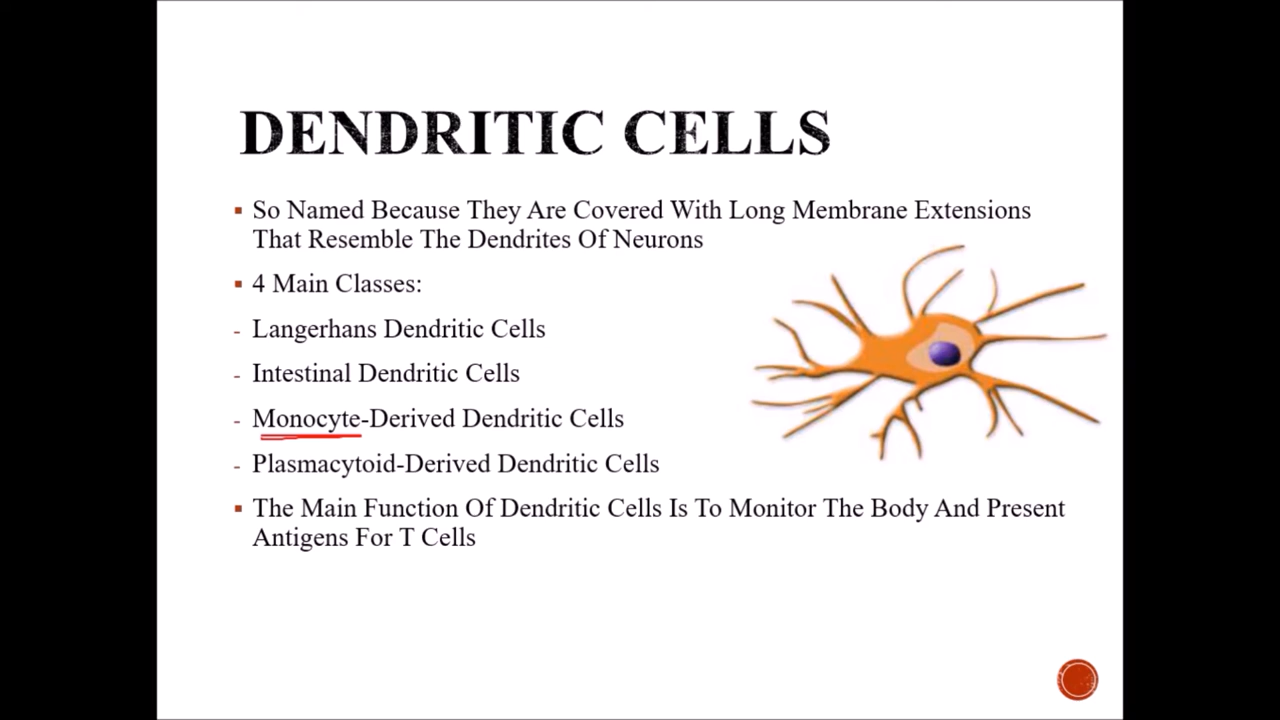 DENDRITIC CELLS
▪ So Named Because They Are Covered With Long Membrane Extensions
That Resemble The Dendrites Of Neurons
▪ 4 Main Classes:
- Langerhans Dendritic Cells
- Intestinal Dendritic Cells
- Monocyte-Derived Dendritic Cells
- Plasmacytoid-Derived Dendritic Cells
▪ The Main Function Of Dendritic Cells Is To Monitor The Body And Present
Antigens For T Cells